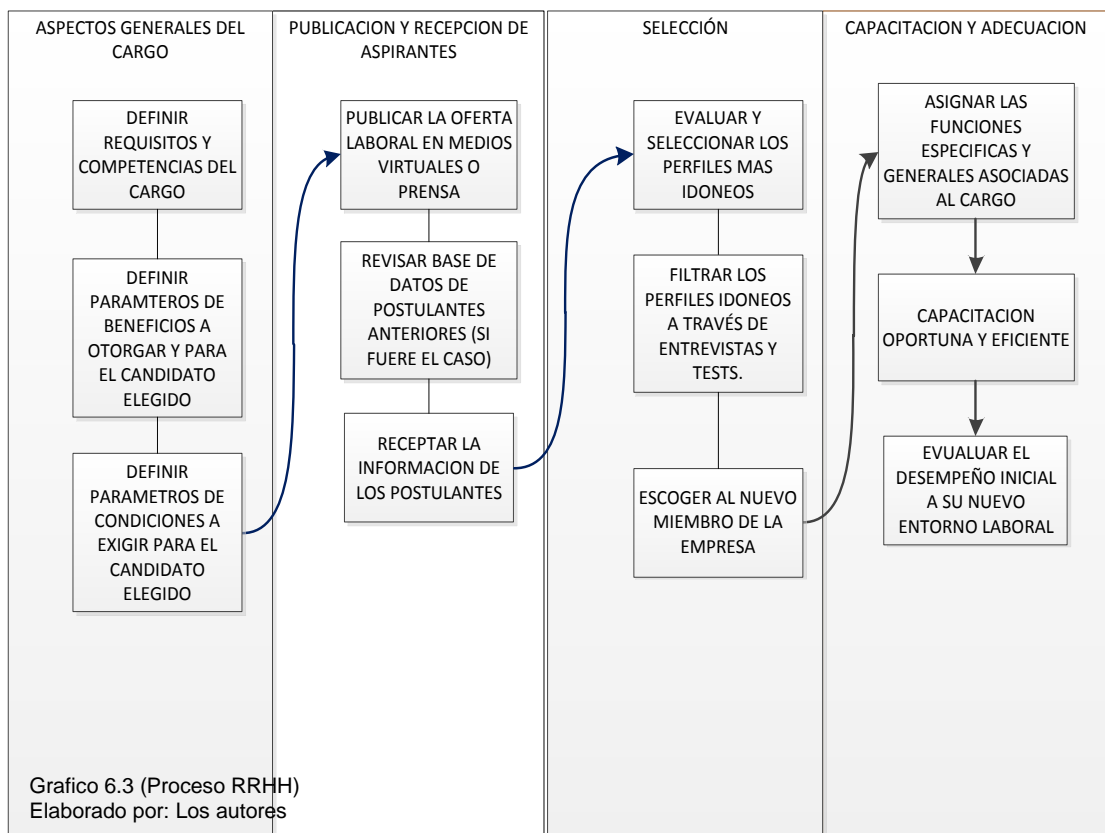 ASPECTOS GENERALES DEL
CARGO
DEFINIR
REQUISITOS Y
COMPETENCIAS DEL
CARGO
DEFINIR
PARAMTEROS DE
BENEFICIOS A
OTORGAR Y PARA
EL CANDIDATO
ELEGIDO
DEFINIR
PARAMETROS DE
CONDICIONES A
EXIGIR PARA EL
CANDIDATO
ELEGIDO
PUBLICACION Y RECEPCION DE
ASPIRANTES
PUBLICAR LA OFERTA
LABORAL EN MEDIOS
VIRTUALES O
PRENSA
REVISAR BASE DE
DATOS DE
POSTULANTES
ANTERIORES (SI
FUERE EL CASO)
RECEPTAR LA
INFORMACION DE
LOS POSTULANTES
SELECCIÓN
EVALUAR Y
SELECCIONAR LOS
PERFILES MAS
IDONEOS
FILTRAR LOS
PERFILES IDONEOS
A TRAVÉS DE
ENTREVISTAS Y
TESTS.
ESCOGER AL NUEVO
MIEMBRO DE LA
EMPRESA
CAPACITACION Y ADECUACION
ASIGNAR LAS
FUNCIONES
ESPECIFICAS Y
GENERALES ASOCIADAS
AL CARGO
CAPACITACION
OPORTUNA Y EFICIENTE
EVUALUAR EL
DESEMPEÑO INICIAL
A SU NUEVO
ENTORNO LABORAL
Grafico 6.3 (Proceso RRHH)
Elaborado por: Los autores